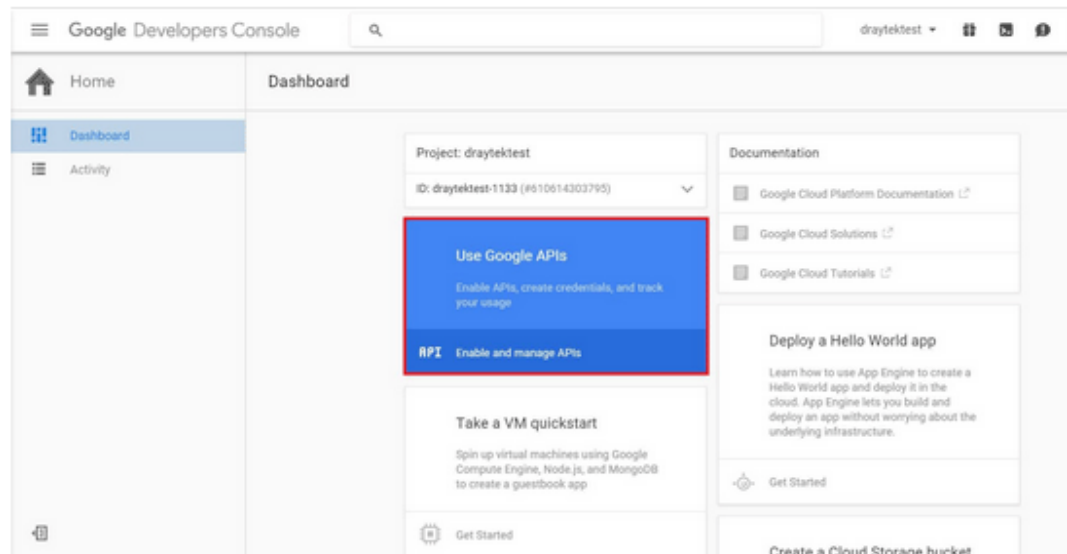 Google Developers Console
draytektest
Home
Dashboard
Dashboard
Activity
Project: draytektest
ID: draytektest-1133 (#610614303795)
Use Google APIs
Enable APIs, create credentials, and track
your usage
API Enable and manage APIs
Take a VM quickstart
Spin up virtual machines using Google
Compute Engine, Node.js, and MongoDB
to create a guestbook app
Get Started
Documentation
Google Cloud Platform Documentation
Google Cloud Solutions
Google Cloud Tutorials
Deploy a Hello World app
Learn how to use App Engine to create a
Hello World app and deploy it in the
cloud. App Engine lets you build and
deploy an app without worrying about the
underlying infrastructure.
Get Started
Create a Cloud Storage bucket